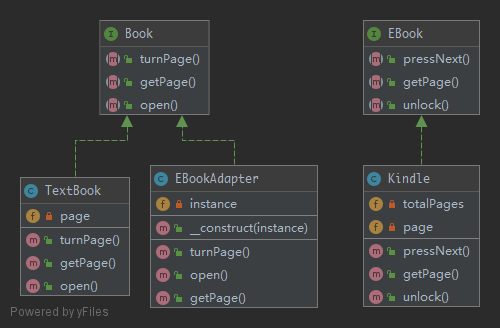 Book
turnPage()
getPage()
open()
EBook
pressNext()
getPage()
unlock()
TextBook
page
turnPage()
getPage()
open()
EBookAdapter
instance
__construct(instance)
turnPage()
open()
getPage()
Kindle
totalPages
page
pressNext()
getPage()
unlock()
Powered by yFiles